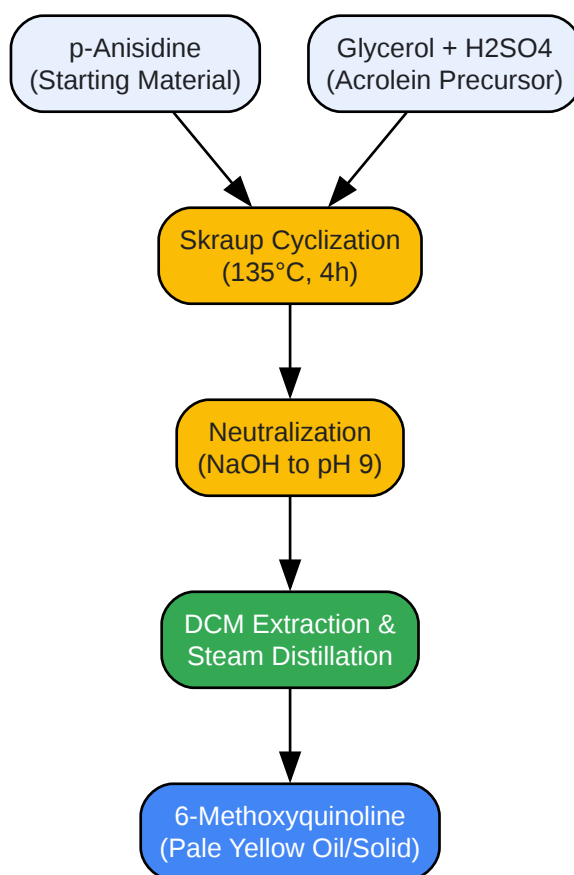 p-Anisidine
(Starting Material)
Glycerol + H2SO4
(Acrolein Precursor)
Skraup Cyclization
(135°C, 4h)
Neutralization
(NaOH to pH 9)
DCM Extraction &
Steam Distillation
6-Methoxyquinoline
(Pale Yellow Oil/Solid)